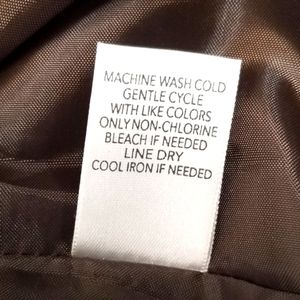 MACHINE WASH COLD
GENTLE CYCLE
WITH LIKE COLORS
ONLY NON-CHLORINE
BLEACH IF NEEDED
LINE DRY
COOL IRON IF NEEDED